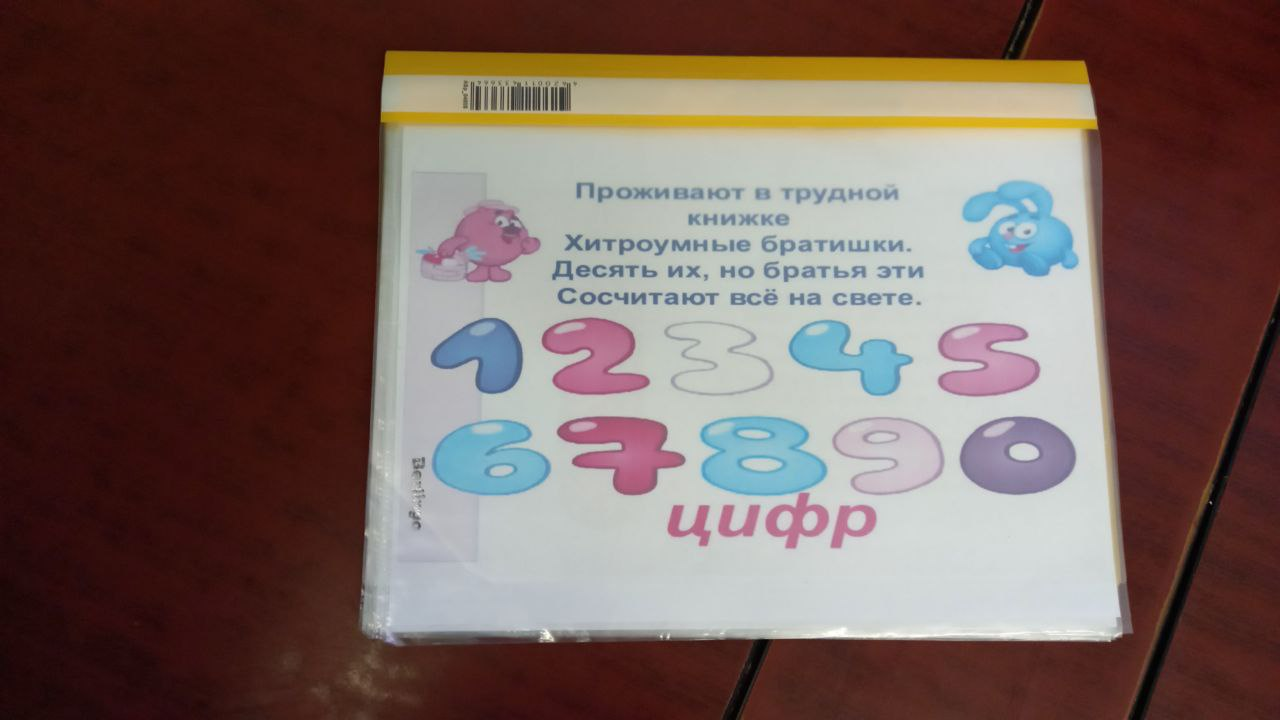 Проживают в трудной
книжке
Хитроумные братишки.
Десять их, но братья эти
Сосчитают всё на свете.
1 2 3 4 5
6 7 8 9 0
цифр
Berlingo